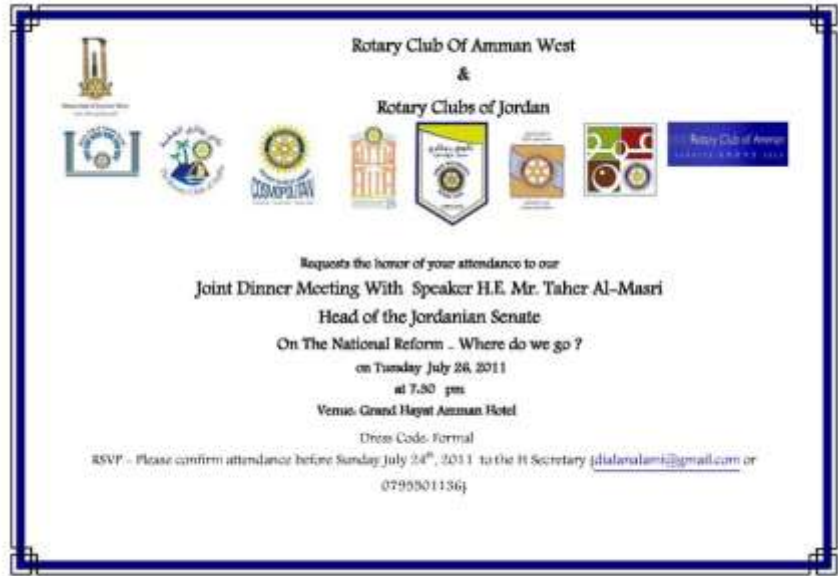 Rotary Club Of Amman West
&
Rotary Clubs of Jordan
COSMOPOLITAN
Rotary Club of Amman
Requests the honor of your attendance to our
Joint Dinner Meeting With Speaker H.E. Mr. Taher Al-Masri
Head of the Jordanian Senate
On The National Reform .. Where do we go ?
on Tuesday July 26, 2011
at 7.30 pm
Venue: Grand Hayat Amman Hotel
Dress Code: Formal
RSVP - Please confirm attendance before Sunday July 24th, 2011 to the H Secretary (dialanalami@gmail.com or
0795501136)